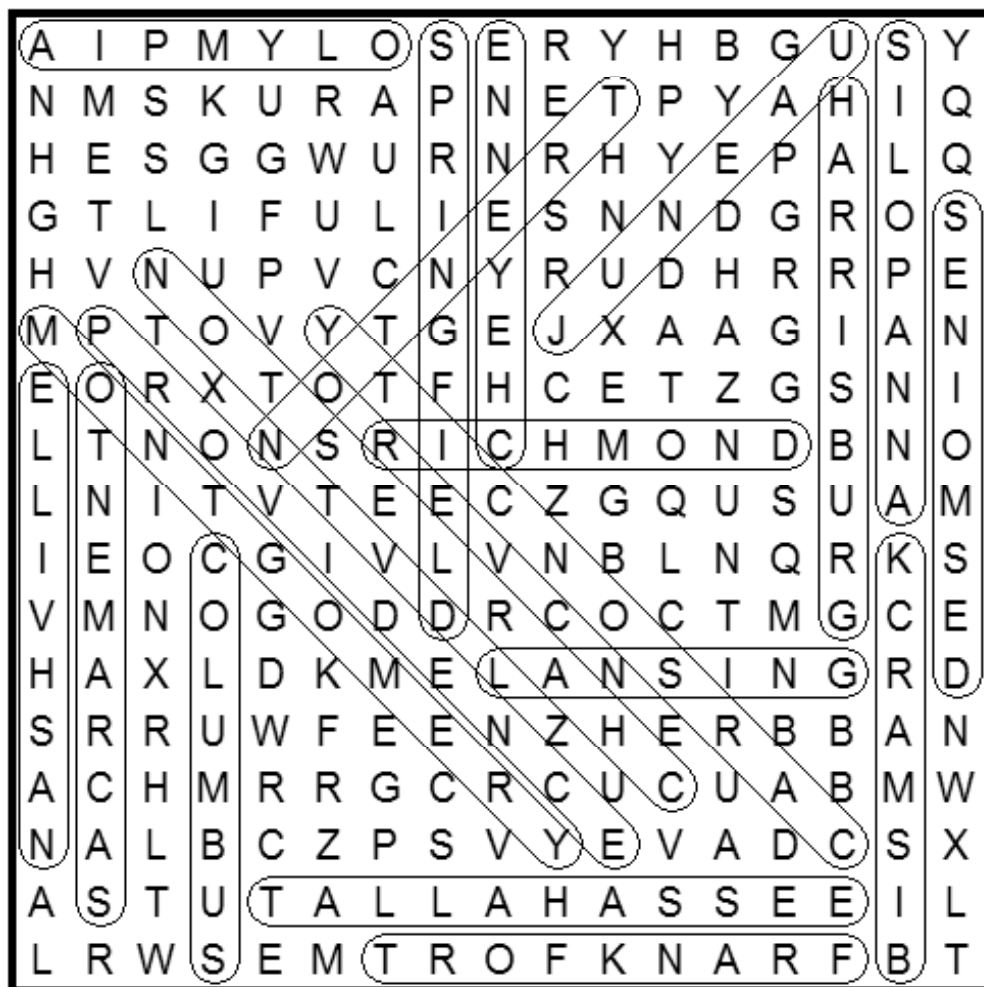 A I P M Y L O S E R Y H B G U S Y
N M S K U R A P N E T P Y A H I Q
H E S G G W U R N R H Y E P A L Q
G T L I F U L I E S N N D G R O S
H V N U P V C N Y R U D H R R P E
M P T O V Y T G E J X A A G I A N
E O R X T O T F H C E T Z G S N I
L T N O N S R I C H M O N D B N O
L N I T V T E E C Z G Q U S U A M
I E O C G I V L V N B L N Q R K S
V M N O G O D D R C O C T M G C E
H A X L D K M E L A N S I N G R D
S R R U W F E E N Z H E R B B A N
A C H M R R G C R C U C U A B M W
N A L B C Z P S V Y E V A D C S X
A S T U T A L L A H A S S E E I L
L R W S E M T R O F K N A R F B T